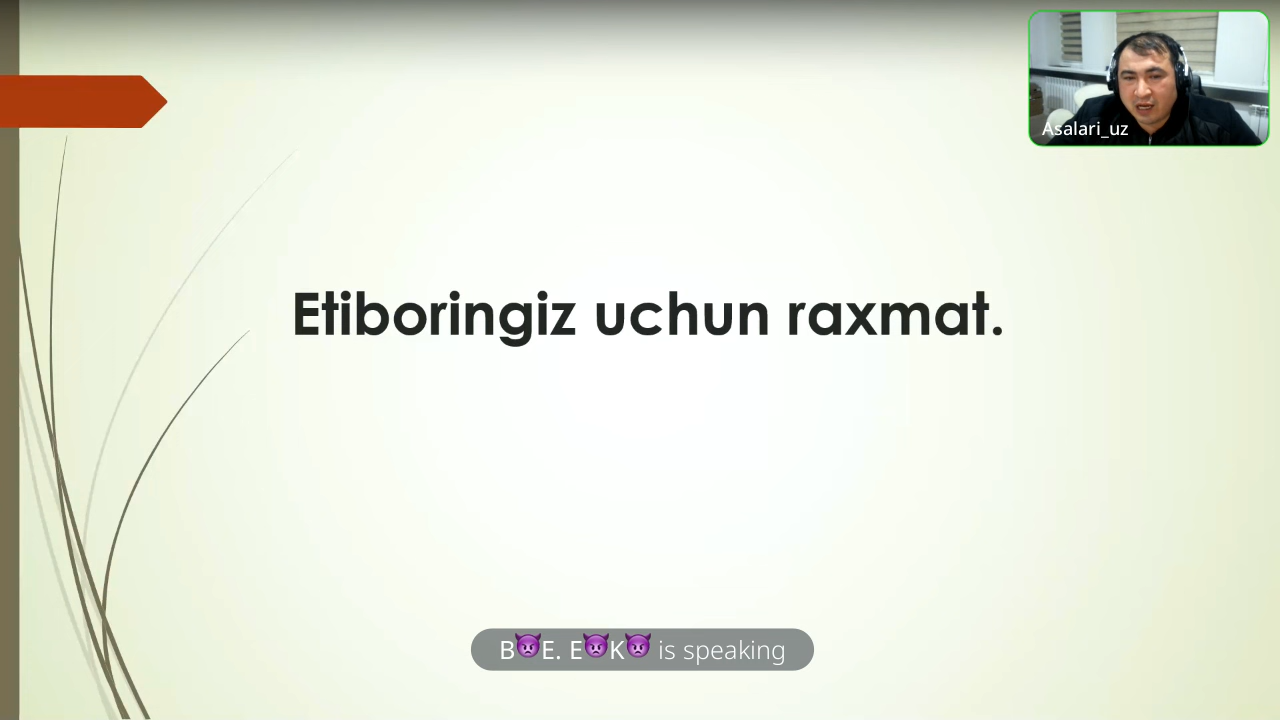 Asalari_uz
Etiboringiz uchun raxmat.
B👿E. E👿K👿 is speaking